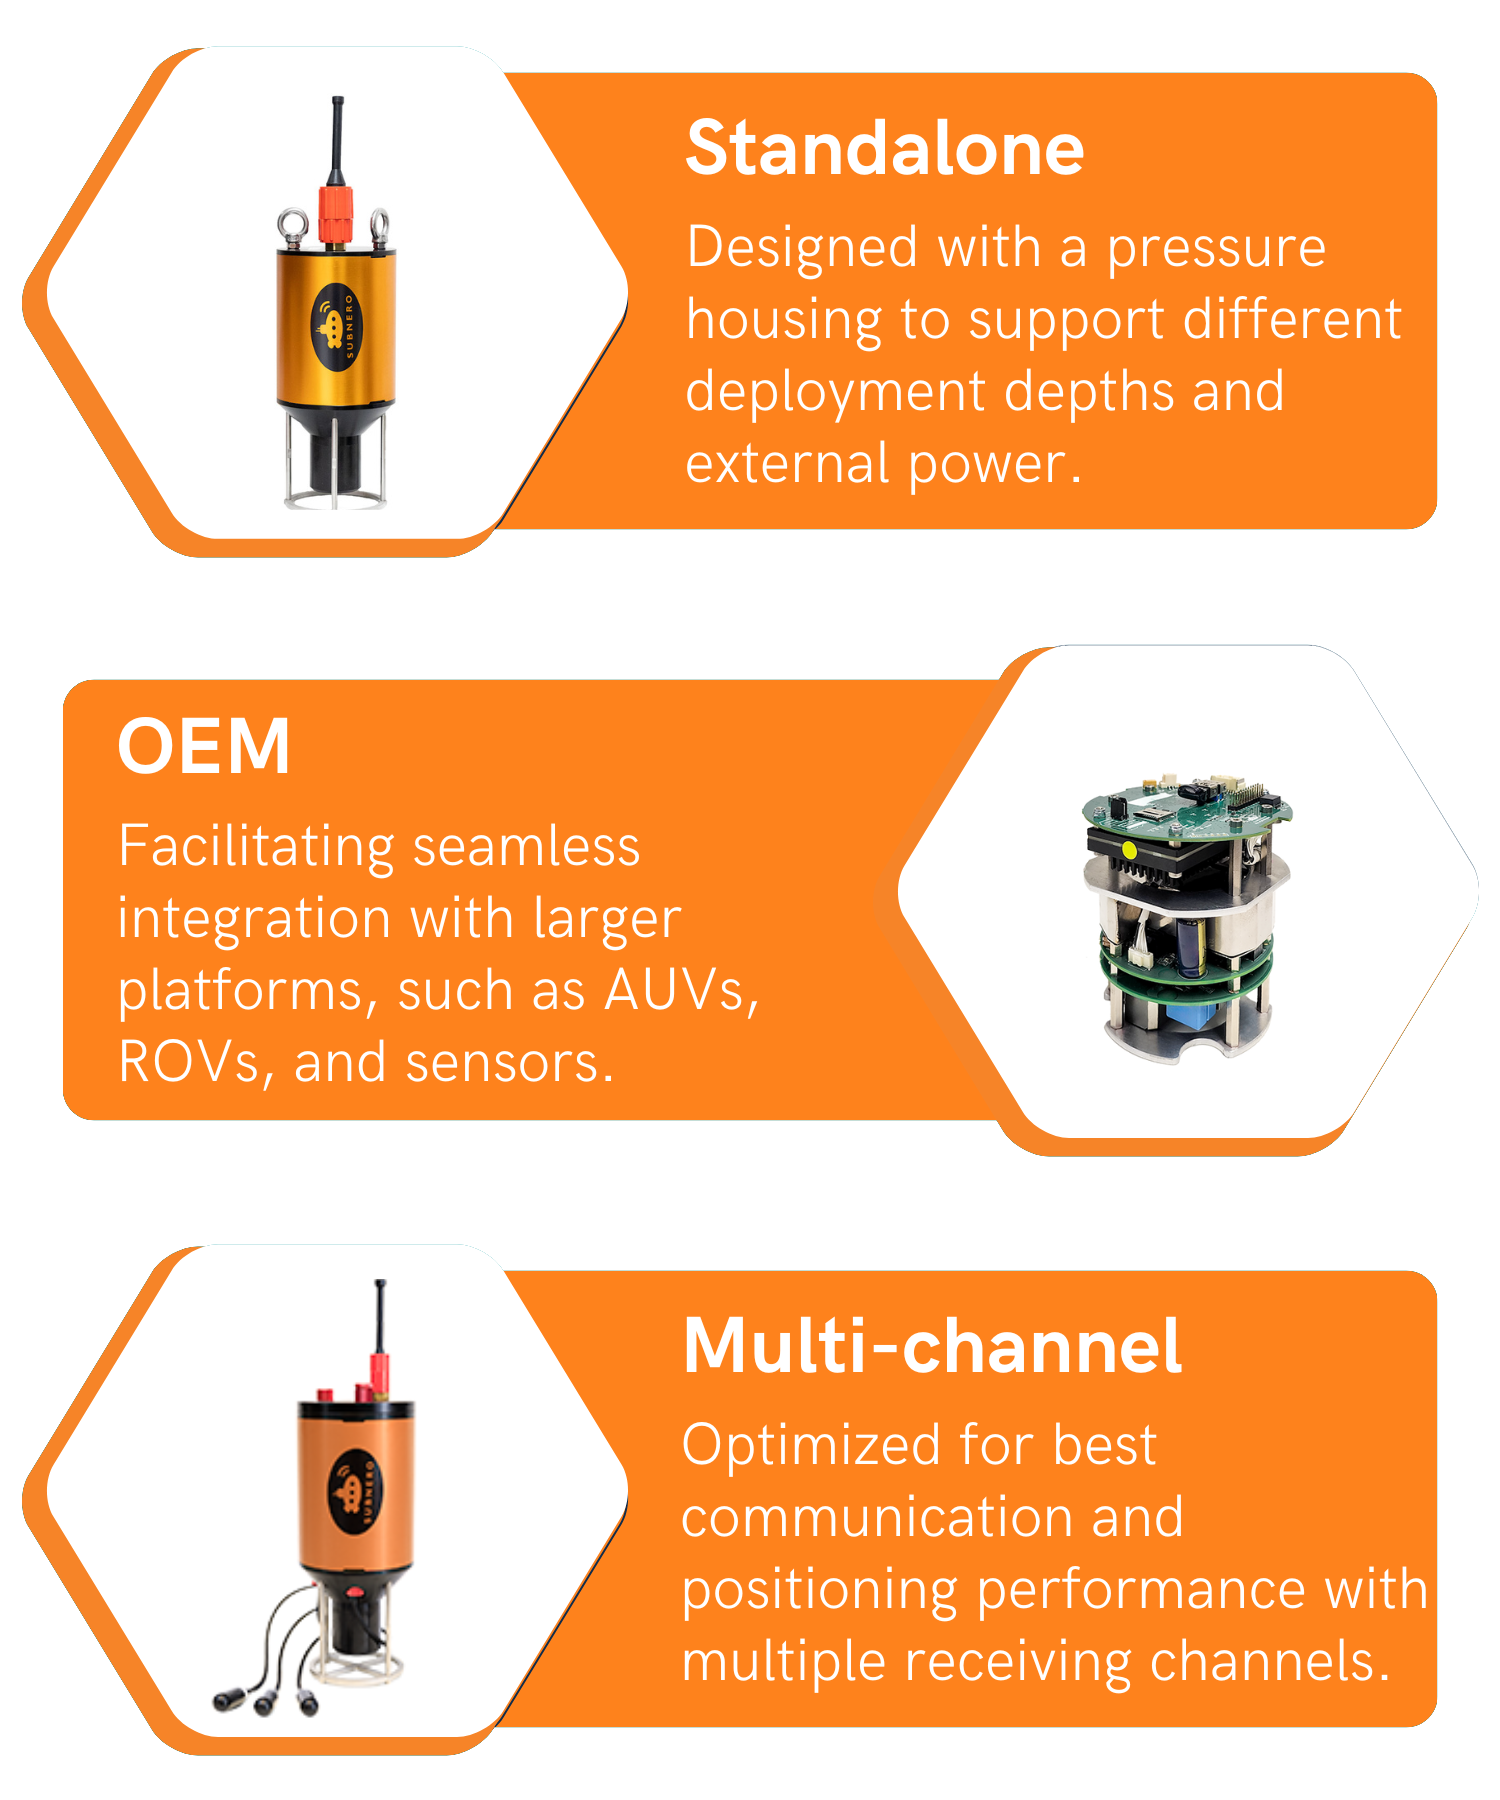 SUBNERO
Standalone
Designed with a pressure
housing to support different
deployment depths and
external power.
OEM
Facilitating seamless
integration with larger
platforms, such as AUVs,
ROVs, and sensors.
SUBNERO
Multi-channel
Optimized for best
communication and
positioning performance with
multiple receiving channels.